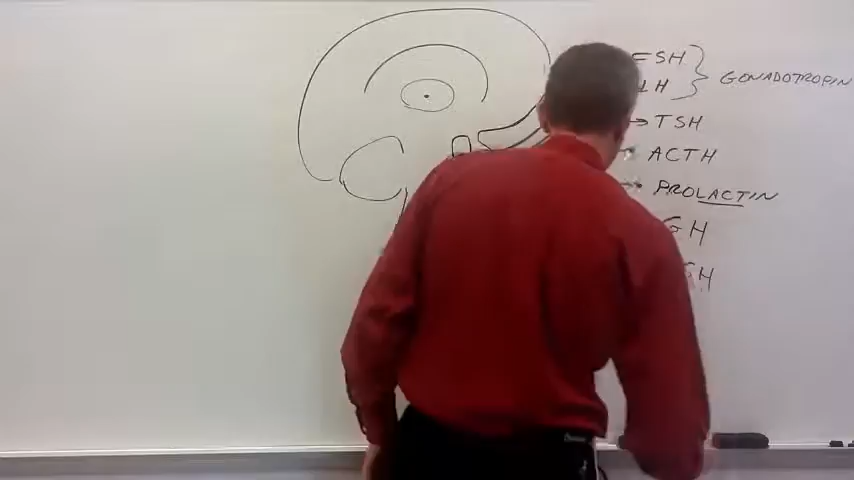 FSH
LH
GONADOTROPIN
TSH
ACTH
PROLACTIN
GH